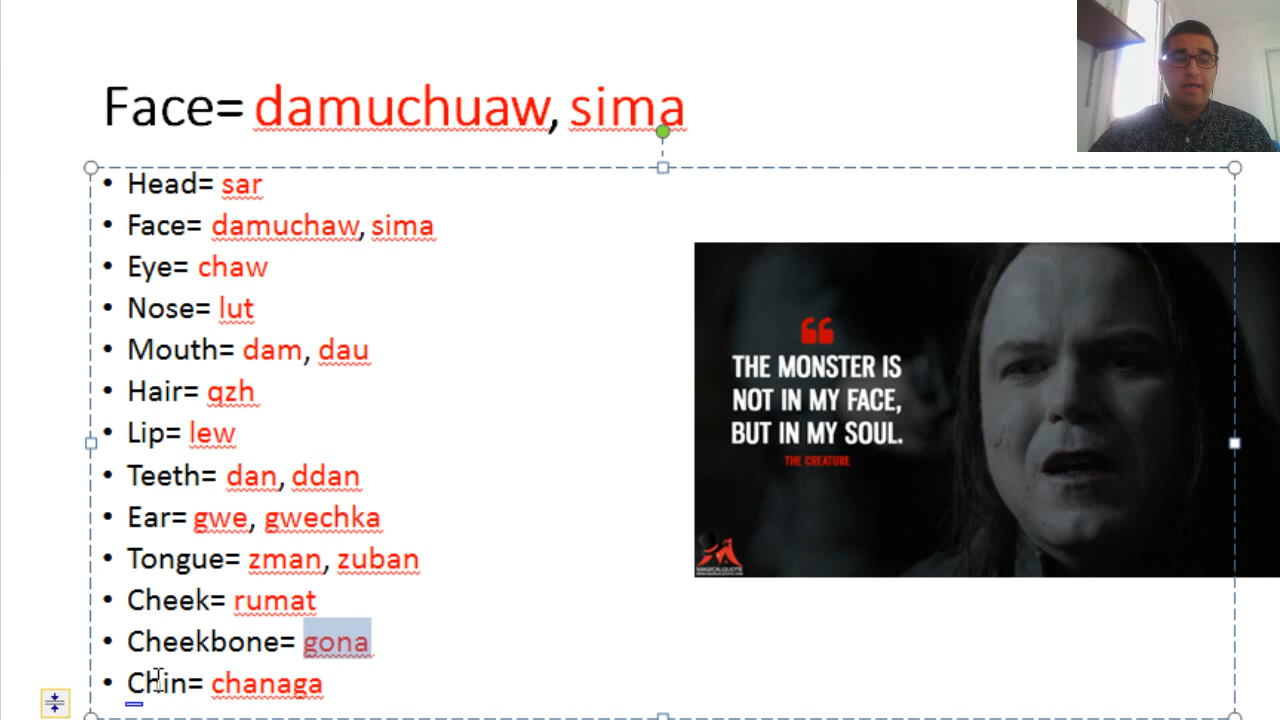 Face= damuchuaw, sima
• Head= sar
• Face= damuchaw, sima
• Eye= chaw
• Nose= lut
• Mouth= dam, dau
• Hair= qzh
• Lip= lew
• Teeth= dan, ddan
• Ear= gwe, gwechka
• Tongue= zman, zuban
• Cheek= rumat
• Cheekbone= gona
• Chin= chanaga
THE MONSTER IS
NOT IN MY FACE,
BUT IN MY SOUL.
THE CREATURE
MAGICALQUOTE